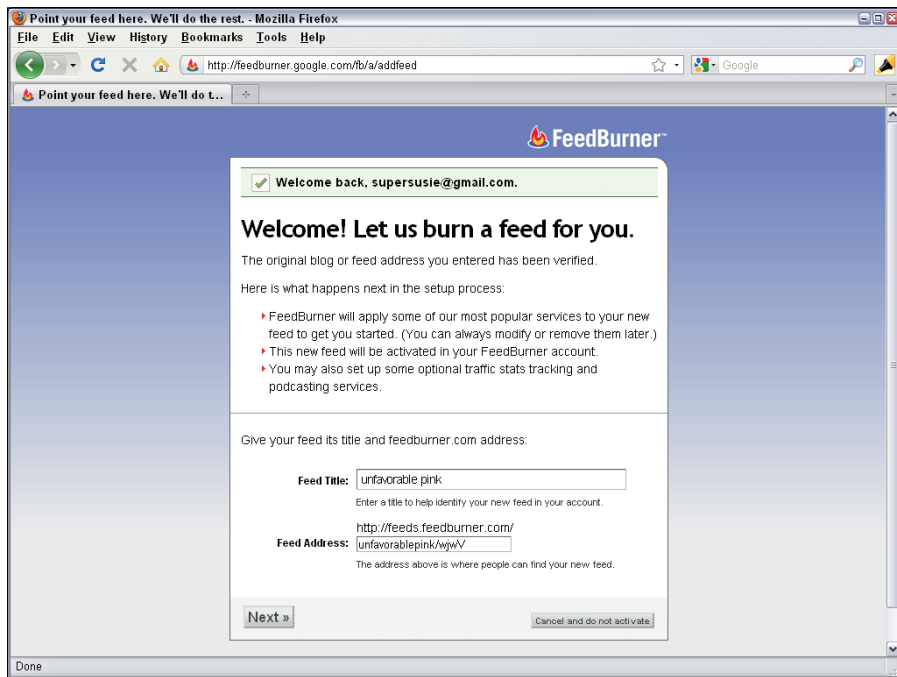 Point your feed here. We'll do the rest. - Mozilla Firefox
File Edit View History Bookmarks Tools Help
http://feedburner.google.com/fb/a/addfeed
Google
Point your feed here. We'll do t...
FeedBurner™
Welcome back, supersusie@gmail.com.
Welcome! Let us burn a feed for you.
The original blog or feed address you entered has been verified.
Here is what happens next in the setup process:
FeedBurner will apply some of our most popular services to your new
feed to get you started. (You can always modify or remove them later.)
This new feed will be activated in your FeedBurner account.
You may also set up some optional traffic stats tracking and
podcasting services.
Give your feed its title and feedburner.com address:
Feed Title: unfavorable pink
Enter a title to help identify your new feed in your account.
http://feeds.feedburner.com/
Feed Address: unfavorablepink/wjwV
The address above is where people can find your new feed.
Next »
Cancel and do not activate
Done